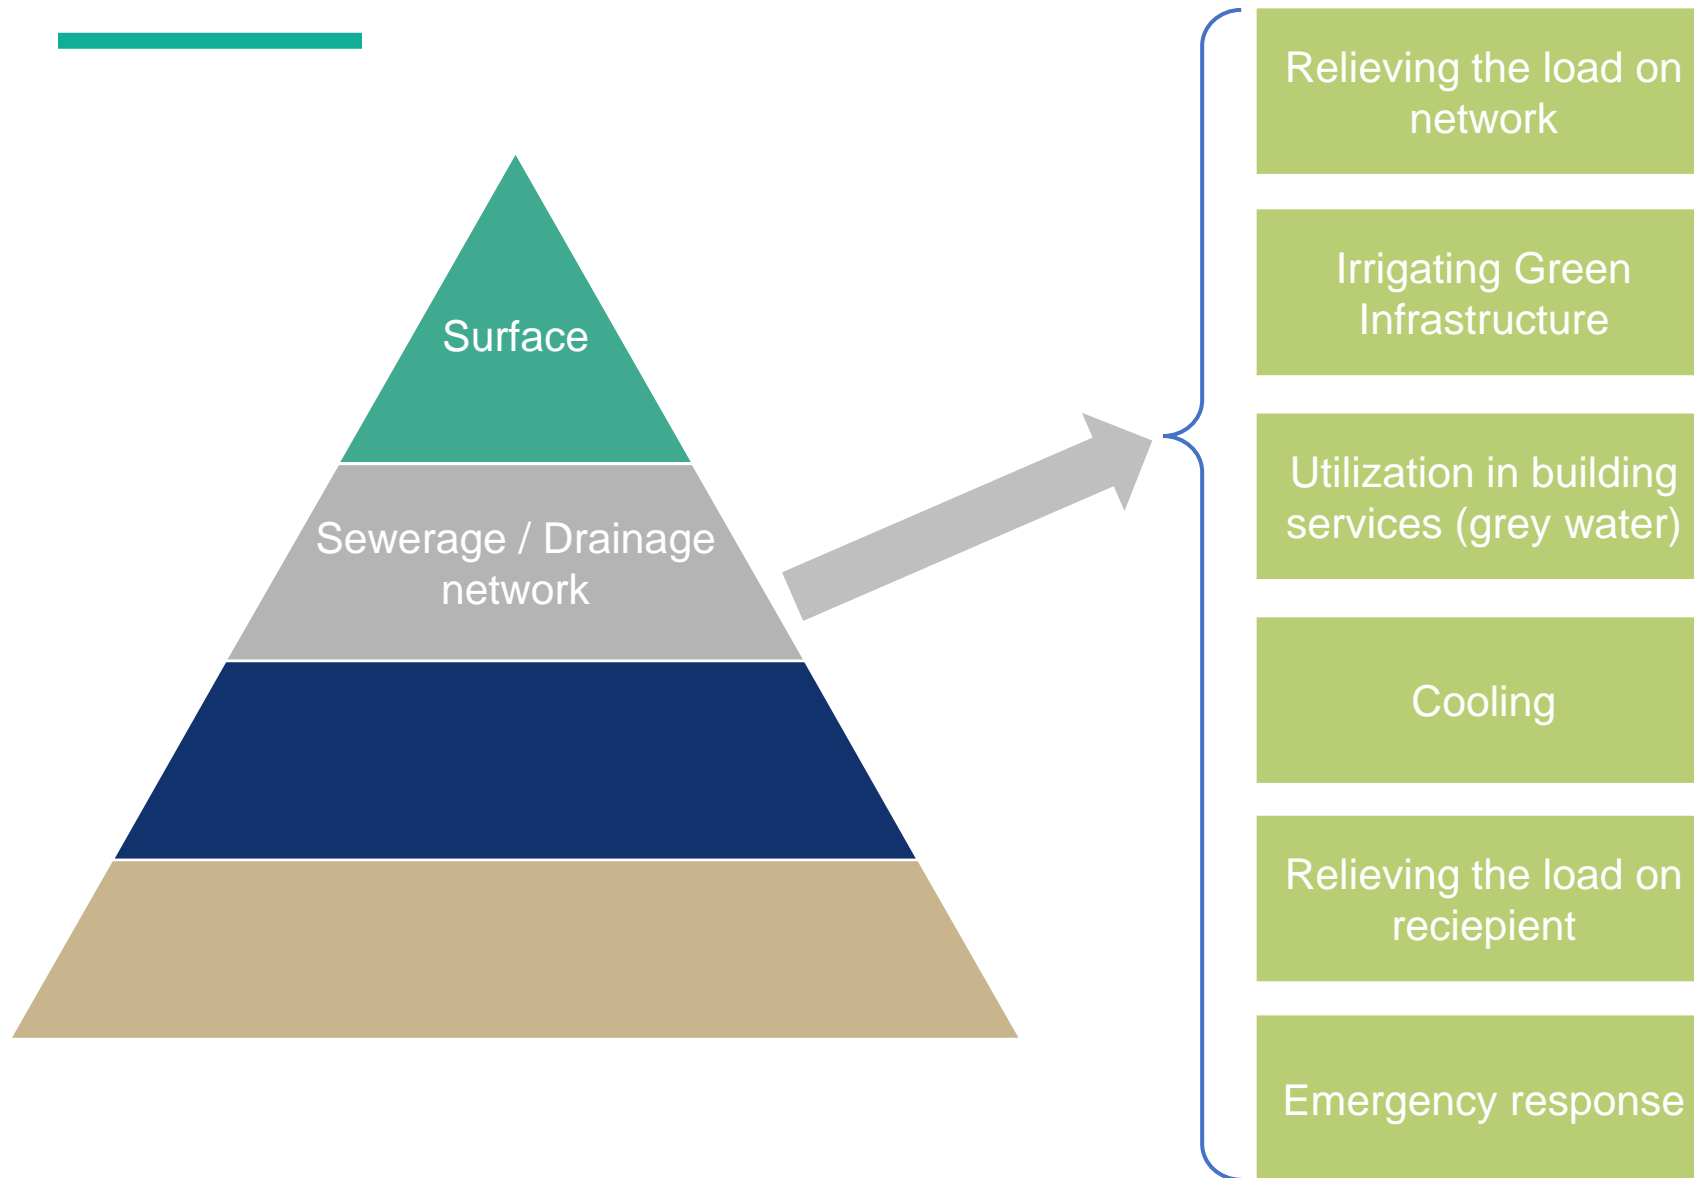 Surface
Sewerage / Drainage
network
Relieving the load on
network
Irrigating Green
Infrastructure
Utilization in building
services (grey water)
Cooling
Relieving the load on
reciepient
Emergency response